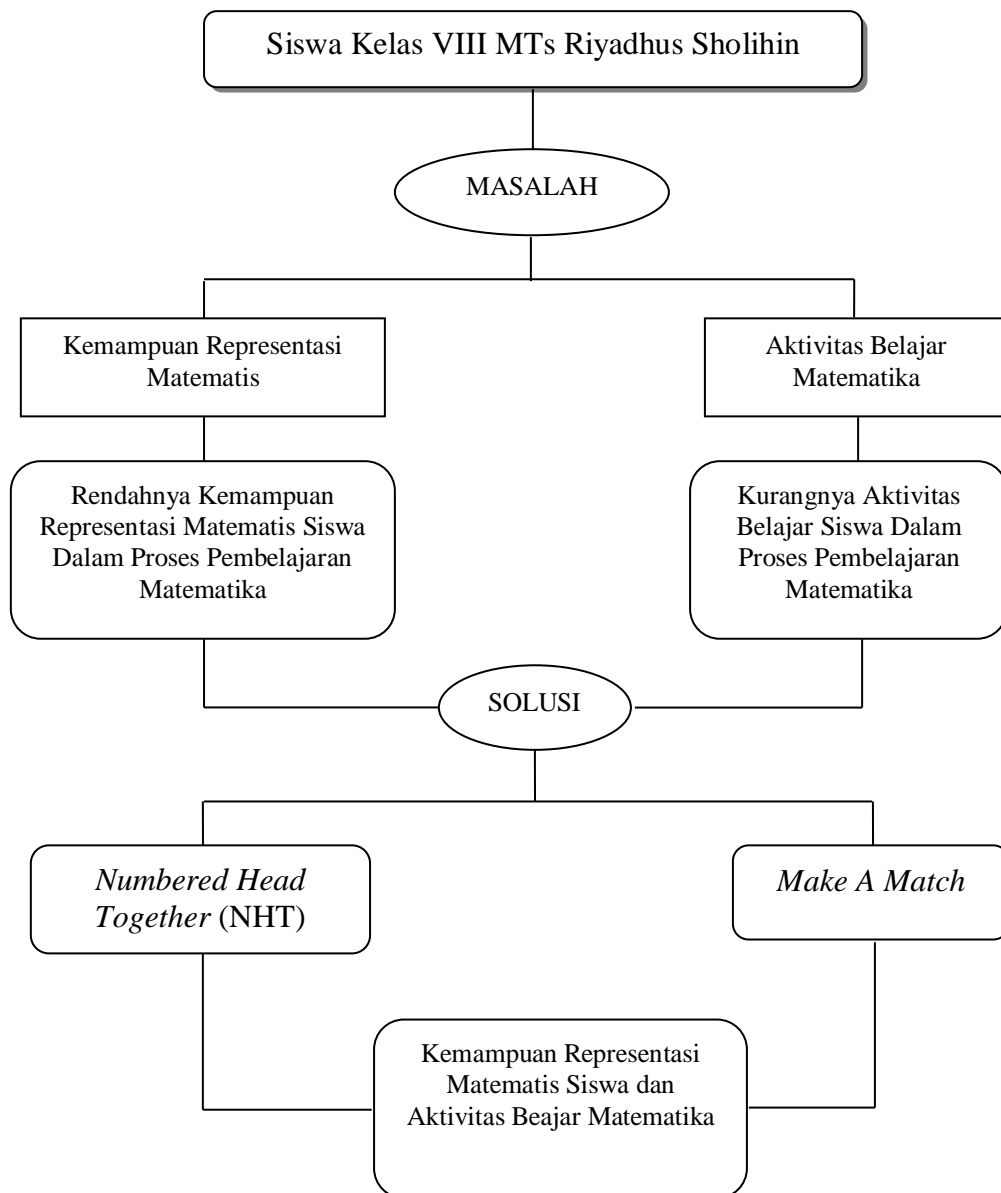 Siswa Kelas VIII MTs Riyadhus Sholihin
MASALAH
Kemampuan Representasi
Matematis
Aktivitas Belajar
Matematika
Rendahnya Kemampuan
Representasi Matematis Siswa
Dalam Proses Pembelajaran
Matematika
Kurangnya Aktivitas
Belajar Siswa Dalam
Proses Pembelajaran
Matematika
SOLUSI
Numbered Head
Together (NHT)
Make A Match
Kemampuan Representasi
Matematis Siswa dan
Aktivitas Beajar Matematika